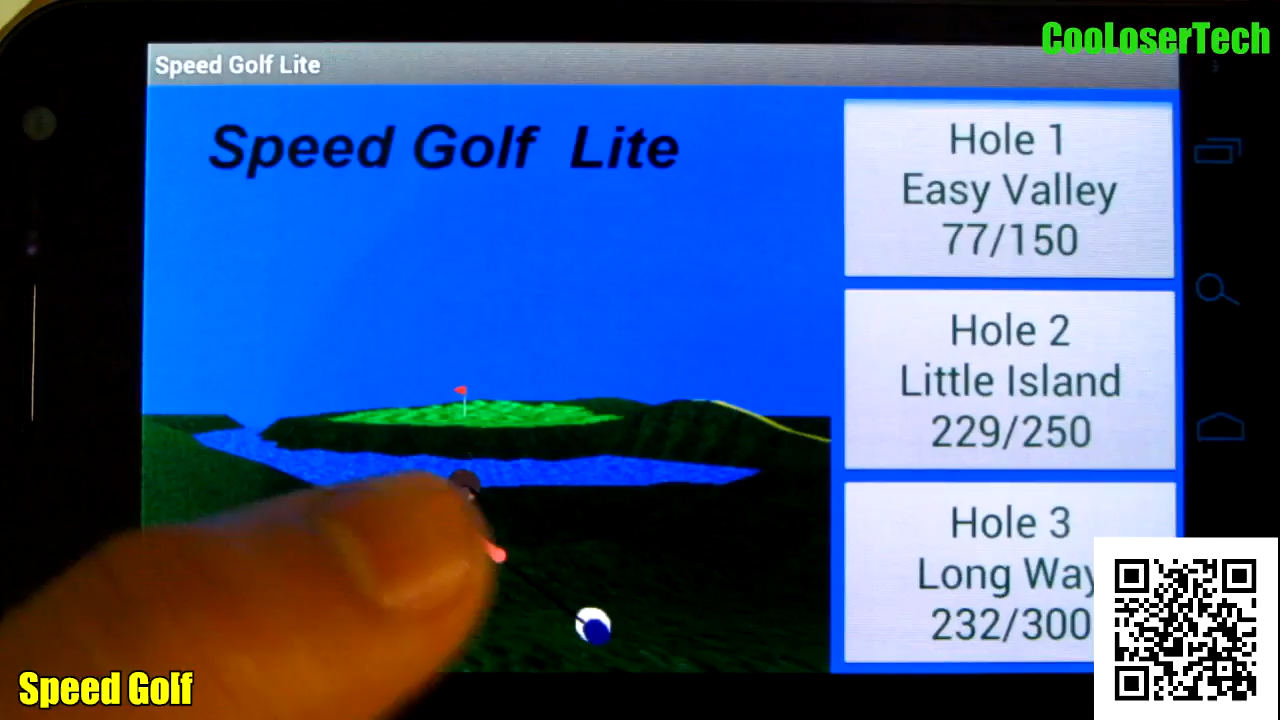 CooLoserTech
Speed Golf Lite
Speed Golf Lite
Hole 1
Easy Valley
77/150
Hole 2
Little Island
229/250
Hole 3
Long Way
232/300
Speed Golf